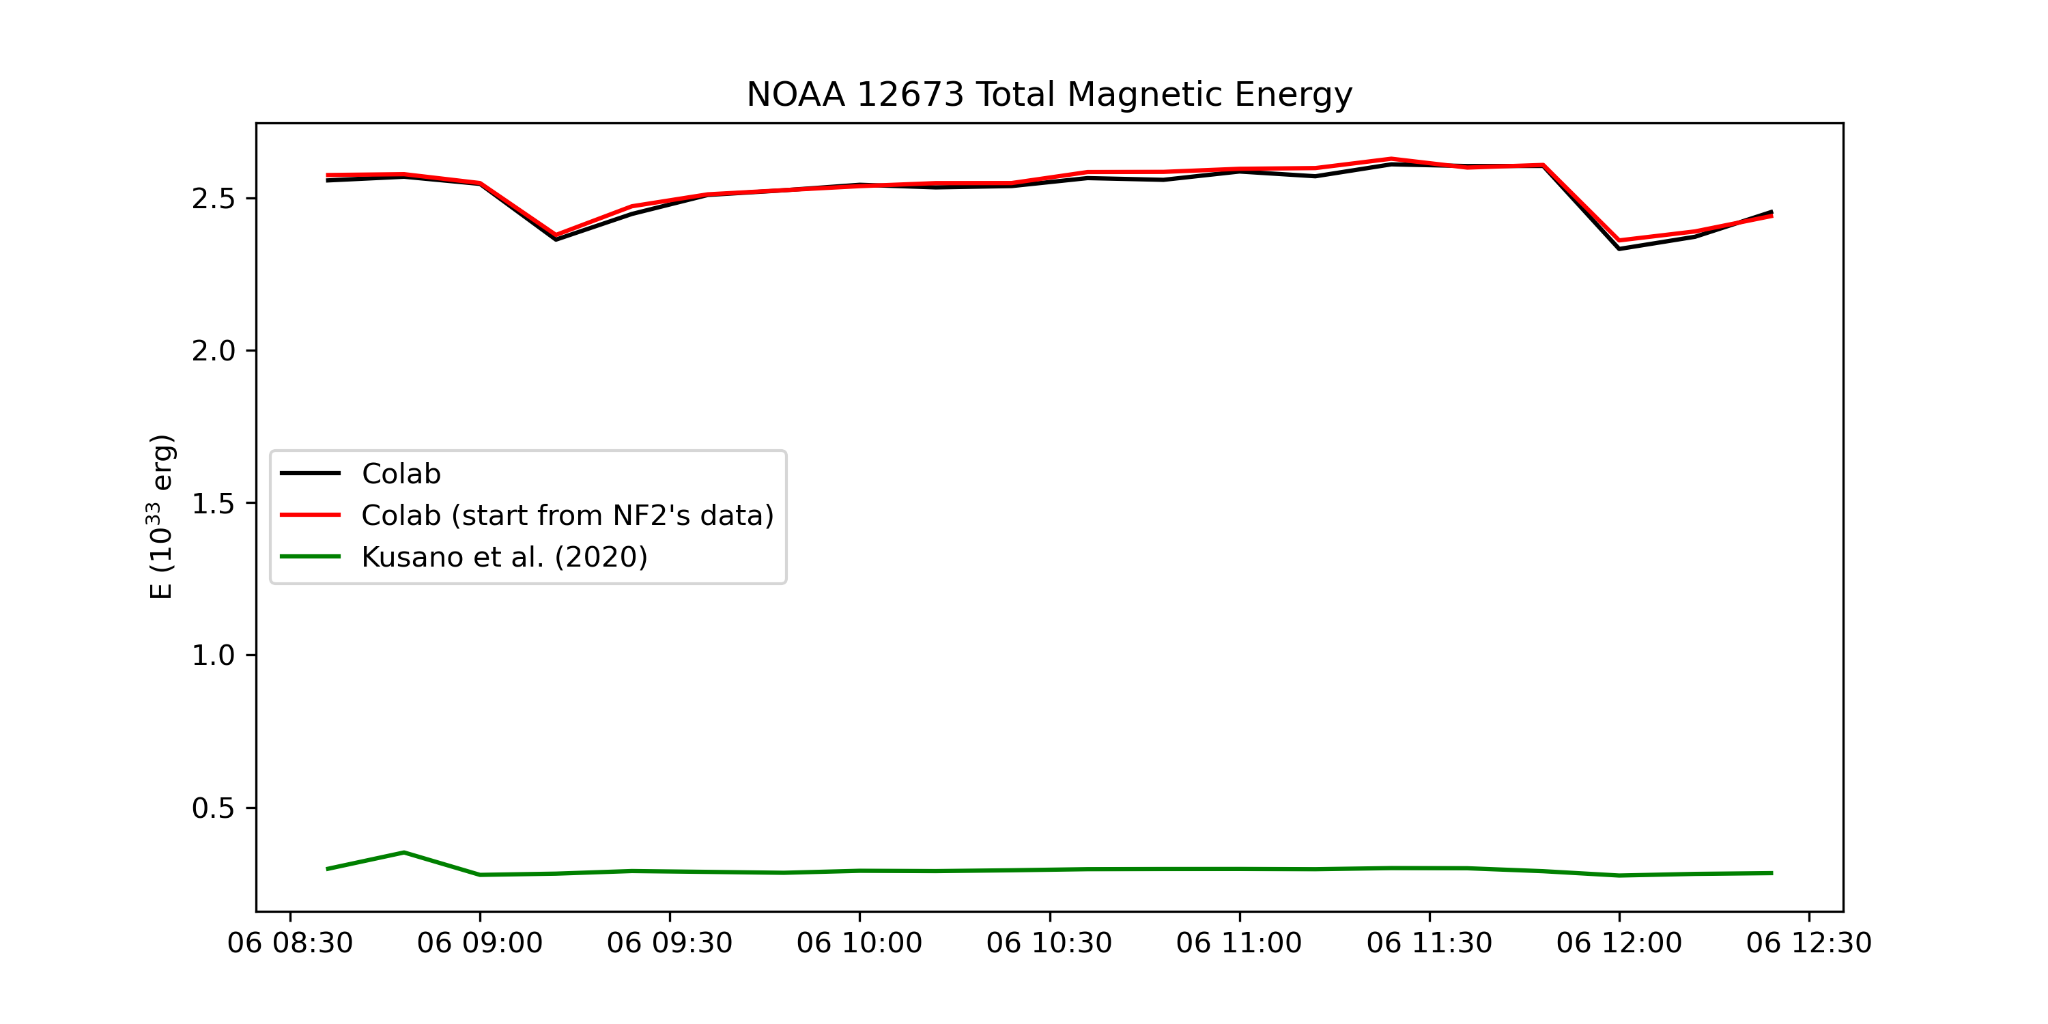 NOAA 12673 Total Magnetic Energy
E (10³³ erg)
2.5
2.0
1.5
1.0
0.5
Colab
Colab (start from NF2's data)
Kusano et al. (2020)
06 08:30 06 09:00 06 09:30 06 10:00 06 10:30 06 11:00 06 11:30 06 12:00 06 12:30